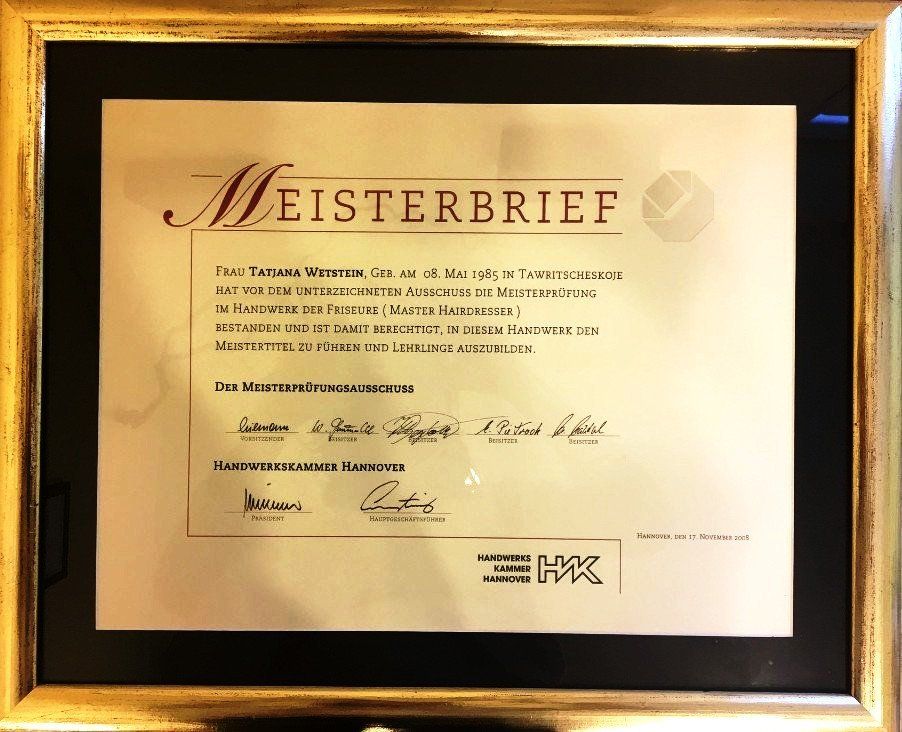 MEISTERBRIEF
FRAU TATJANA WETSTEIN, GEB. AM 08. MAI 1985 IN TAWRITSCHESKOJE
HAT VOR DEM UNTERZEICHNETEN AUSSCHUSS DIE MEISTERPRÜFUNG
IM HANDWERK DER FRISEURE ( MASTER HAIRDRESSER )
BESTANDEN UND IST DAMIT BERECHTIGT, IN DIESEM HANDWERK DEN
MEISTERTITEL ZU FÜHREN UND LEHRLINGE AUSZUBILDEN.
DER MEISTERPRÜFUNGSAUSSCHUSS
VORSITZENDER BEISITZER BEISITZER BEISITZER BEISITZER
HANDWERKSKAMMER HANNOVER
PRÄSIDENT HAUPTGESCHÄFTSFÜHRER
HANNOVER, DEN 17. NOVEMBER 2008
HANDWERKS
KAMMER
HANNOVER
HWK